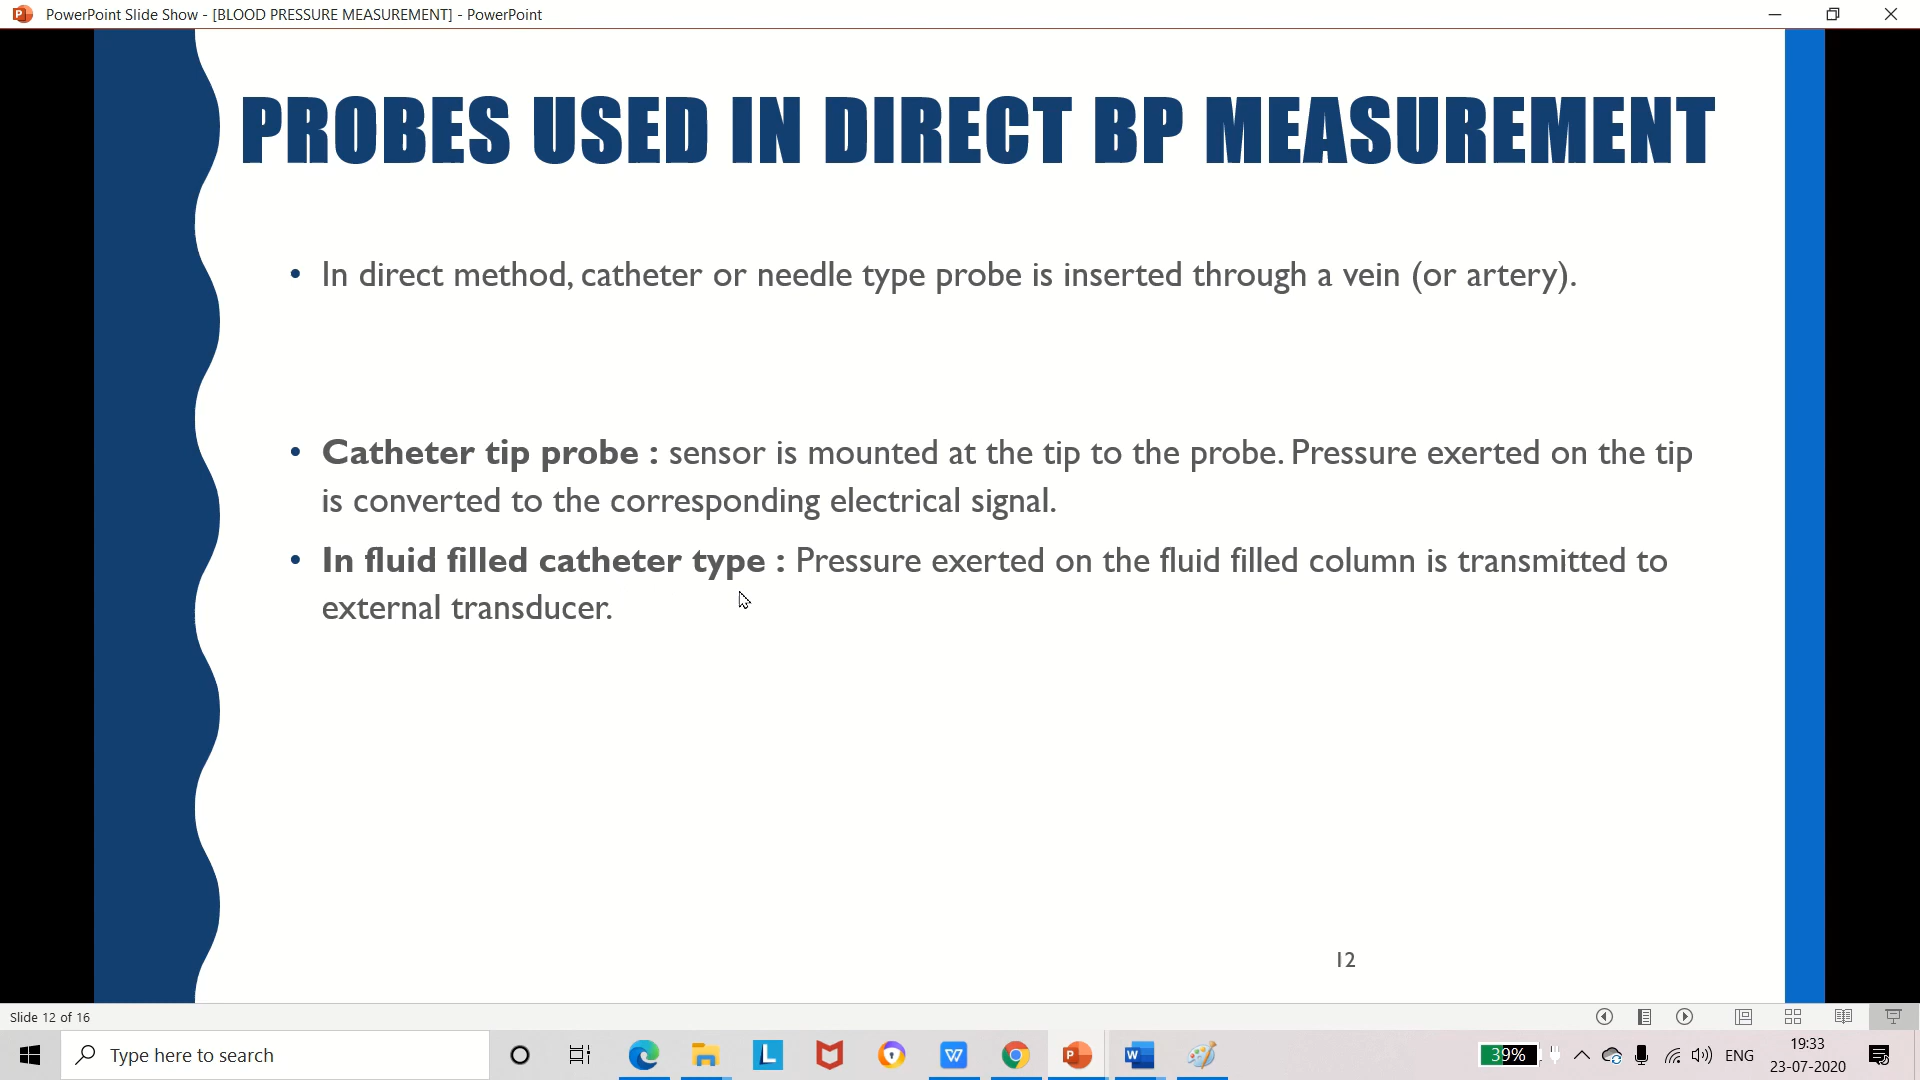 PowerPoint Slide Show - [BLOOD PRESSURE MEASUREMENT] - PowerPoint
PROBES USED IN DIRECT BP MEASUREMENT
• In direct method, catheter or needle type probe is inserted through a vein (or artery).
• Catheter tip probe : sensor is mounted at the tip to the probe. Pressure exerted on the tip
is converted to the corresponding electrical signal.
• In fluid filled catheter type : Pressure exerted on the fluid filled column is transmitted to
external transducer.
12
Slide 12 of 16
Type here to search
39%
ENG
19:33
23-07-2020